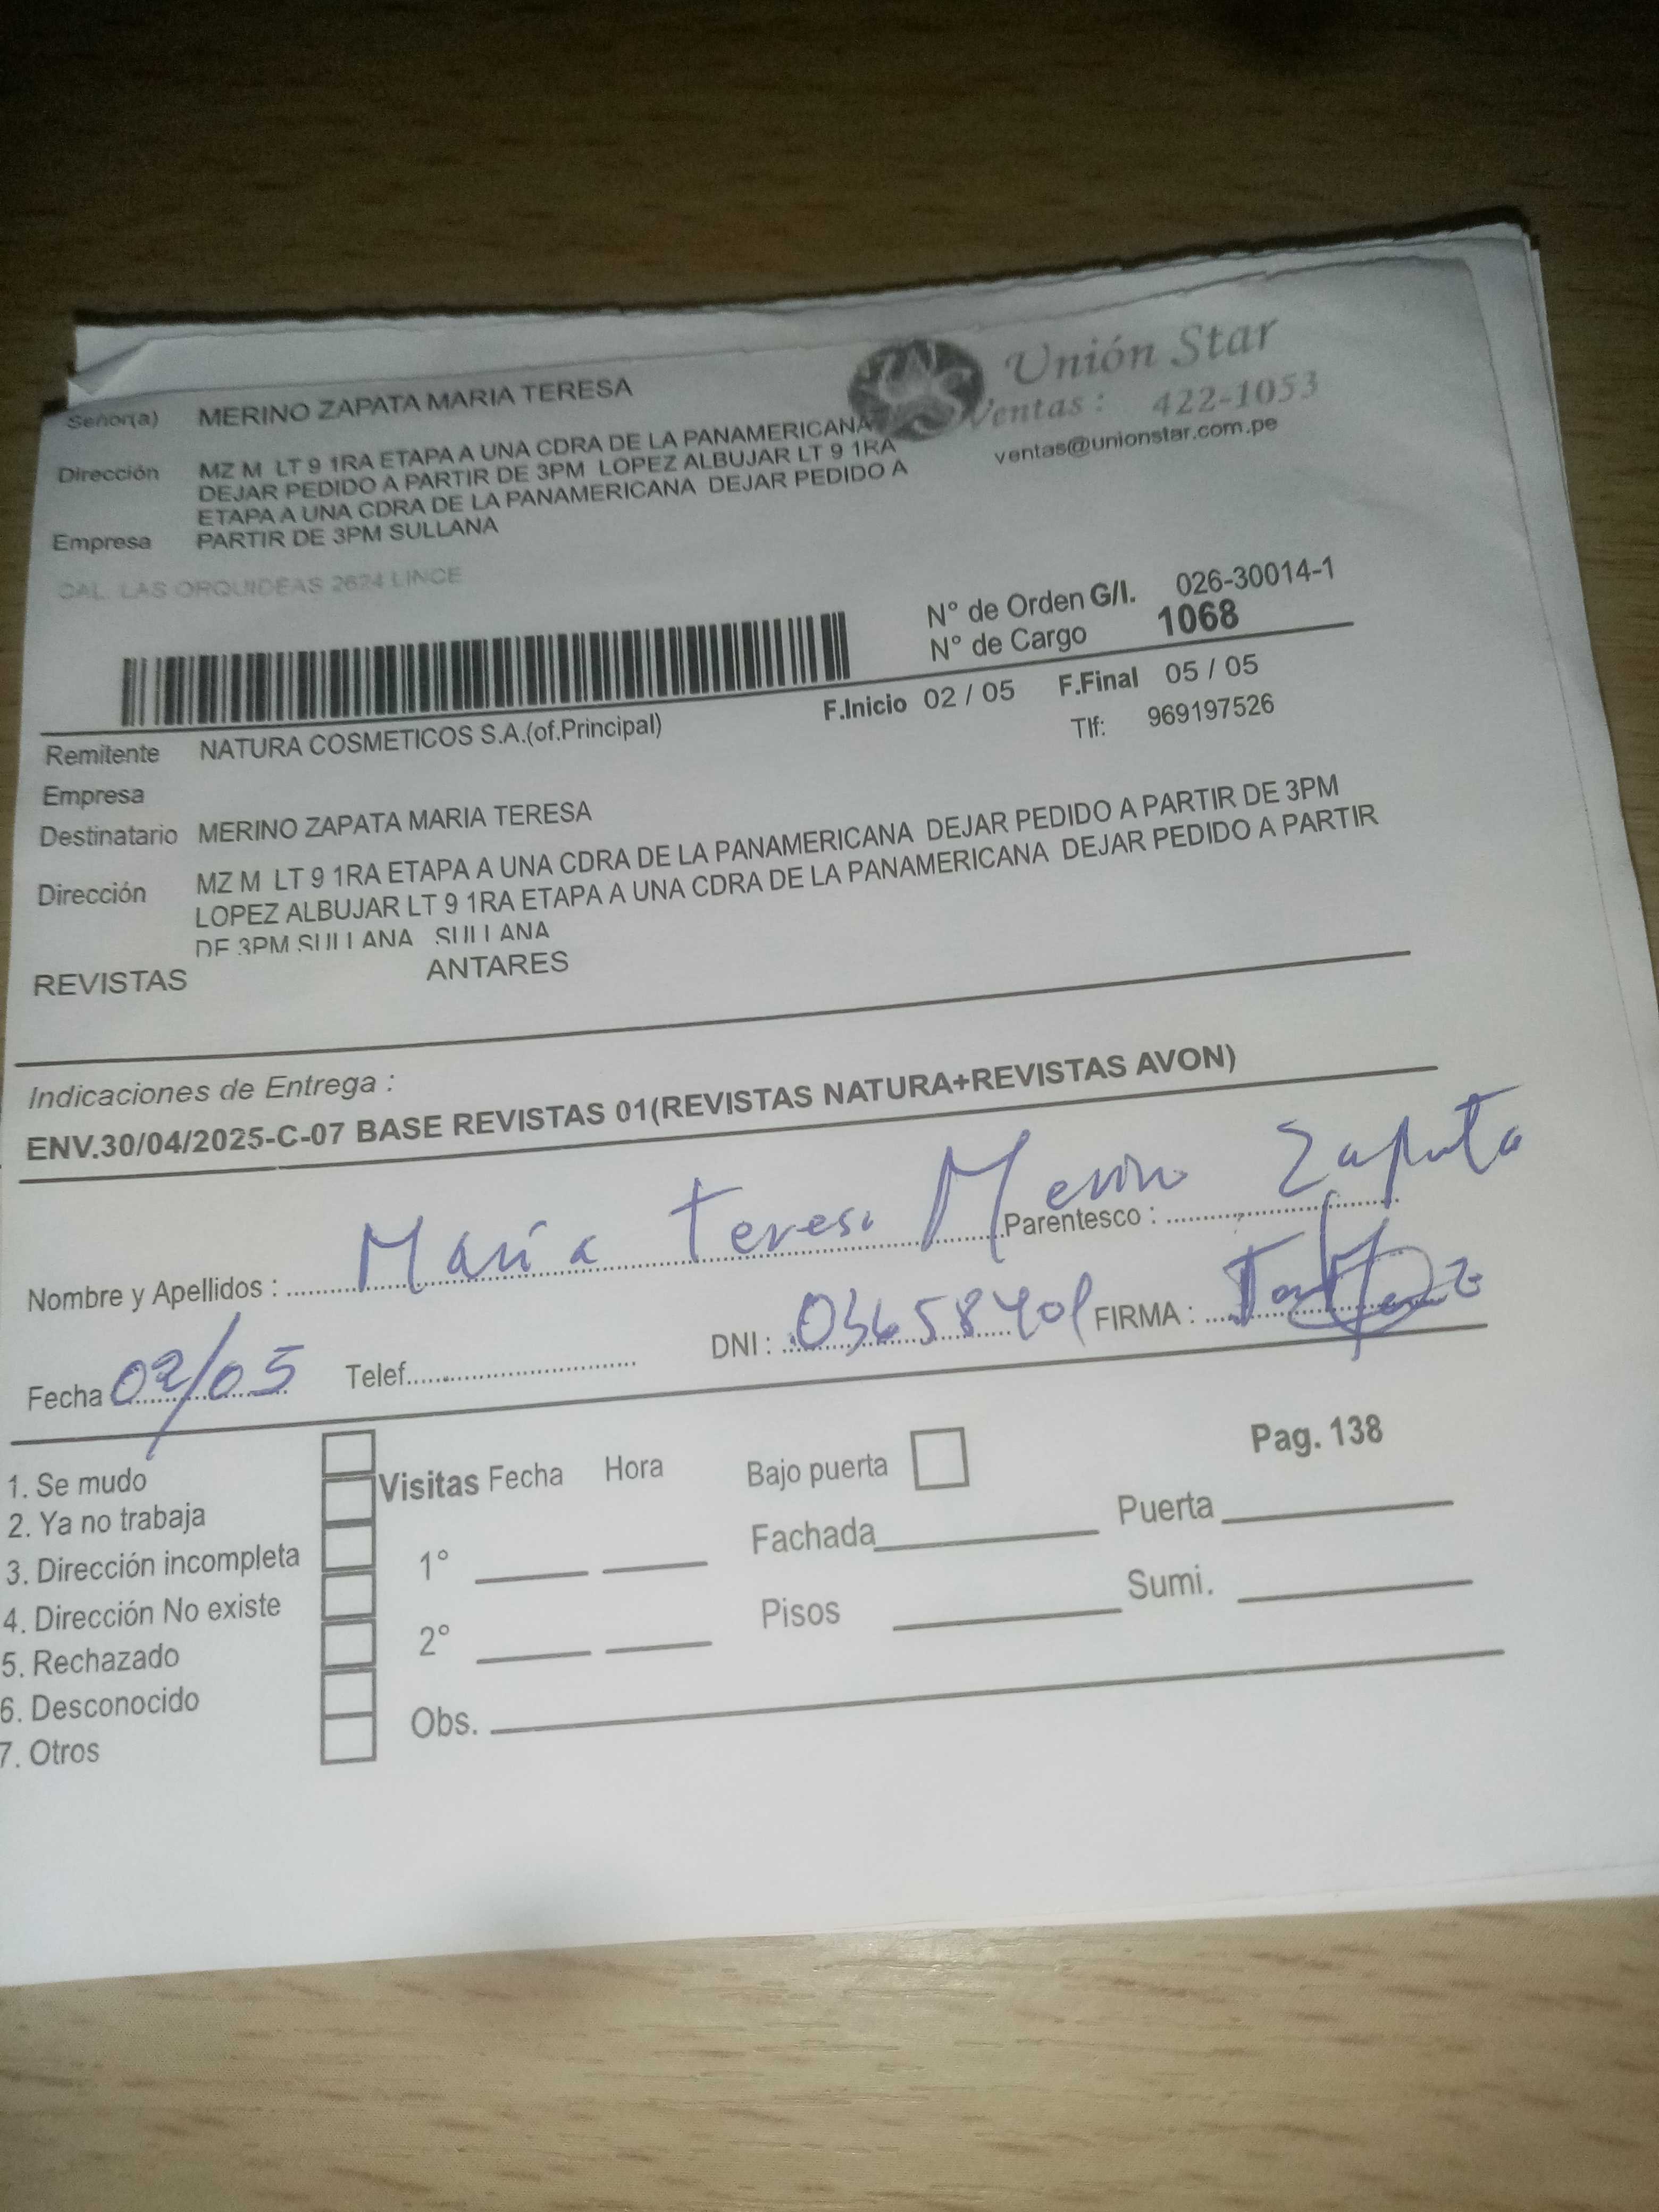 Unión Star
Ventas : 422-1053
ventas@unionstar.com.pe
Señor(a) MERINO ZAPATA MARIA TERESA
Dirección MZ M LT 9 1RA ETAPA A UNA CDRA DE LA PANAMERICANA
DEJAR PEDIDO A PARTIR DE 3PM LOPEZ ALBUJAR LT 9 1RA
ETAPA A UNA CDRA DE LA PANAMERICANA DEJAR PEDIDO A
Empresa PARTIR DE 3PM SULLANA
CAL. LAS ORQUIDEAS 2674 LINCE
N° de Orden G/I. 026-30014-1
N° de Cargo 1068
F.Inicio 02 / 05 F.Final 05 / 05
Remitente NATURA COSMETICOS S.A.(of.Principal) Tlf: 969197526
Empresa
Destinatario MERINO ZAPATA MARIA TERESA
Dirección MZ M LT 9 1RA ETAPA A UNA CDRA DE LA PANAMERICANA DEJAR PEDIDO A PARTIR DE 3PM
LOPEZ ALBUJAR LT 9 1RA ETAPA A UNA CDRA DE LA PANAMERICANA DEJAR PEDIDO A PARTIR
DE 3PM SULLANA SULLANA
REVISTAS ANTARES
Indicaciones de Entrega :
ENV.30/04/2025-C-07 BASE REVISTAS 01(REVISTAS NATURA+REVISTAS AVON)
Nombre y Apellidos : Maria Teresa Merino Parentesco : Zapata
Fecha 02/05 Telef. DNI : FIRMA :
1. Se mudo
2. Ya no trabaja
3. Dirección incompleta
4. Dirección No existe
5. Rechazado
6. Desconocido
7. Otros
Visitas Fecha Hora
1°
2°
Obs.
Bajo puerta
Fachada
Pisos
Pag. 138
Puerta
Sumi.